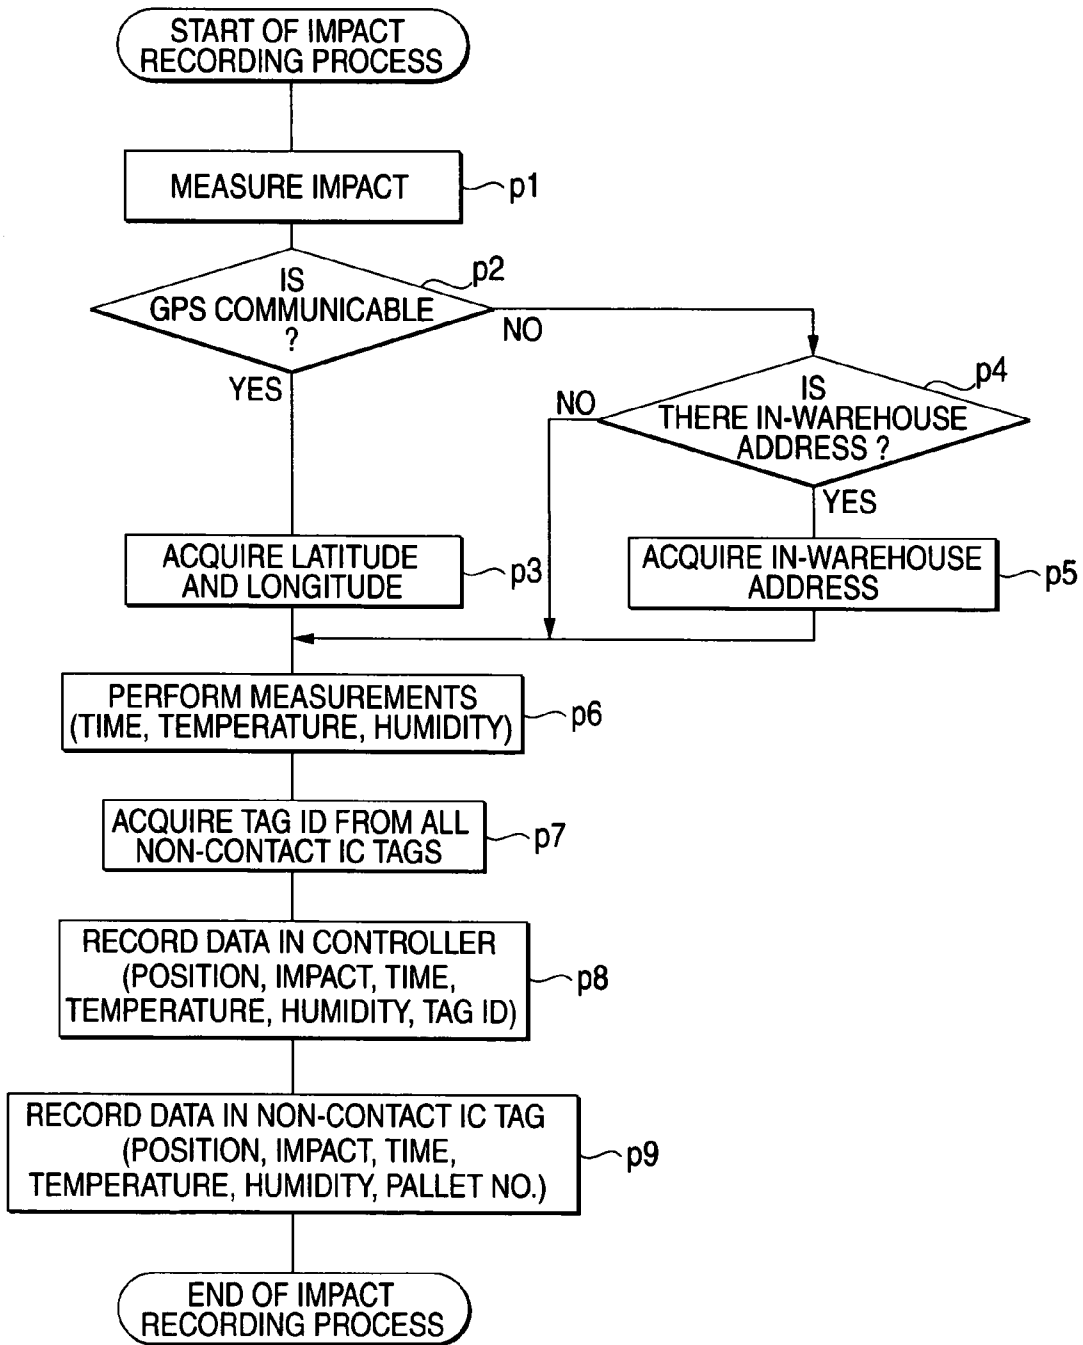 START OF IMPACT
RECORDING PROCESS
MEASURE IMPACT
p1
IS
GPS COMMUNICABLE
?
p2
NO
YES
IS
THERE IN-WAREHOUSE
ADDRESS ?
p4
NO
YES
ACQUIRE LATITUDE
AND LONGITUDE
p3
ACQUIRE IN-WAREHOUSE
ADDRESS
p5
PERFORM MEASUREMENTS
(TIME, TEMPERATURE, HUMIDITY)
p6
ACQUIRE TAG ID FROM ALL
NON-CONTACT IC TAGS
p7
RECORD DATA IN CONTROLLER
(POSITION, IMPACT, TIME,
TEMPERATURE, HUMIDITY, TAG ID)
p8
RECORD DATA IN NON-CONTACT IC TAG
(POSITION, IMPACT, TIME,
TEMPERATURE, HUMIDITY, PALLET NO.)
p9
END OF IMPACT
RECORDING PROCESS